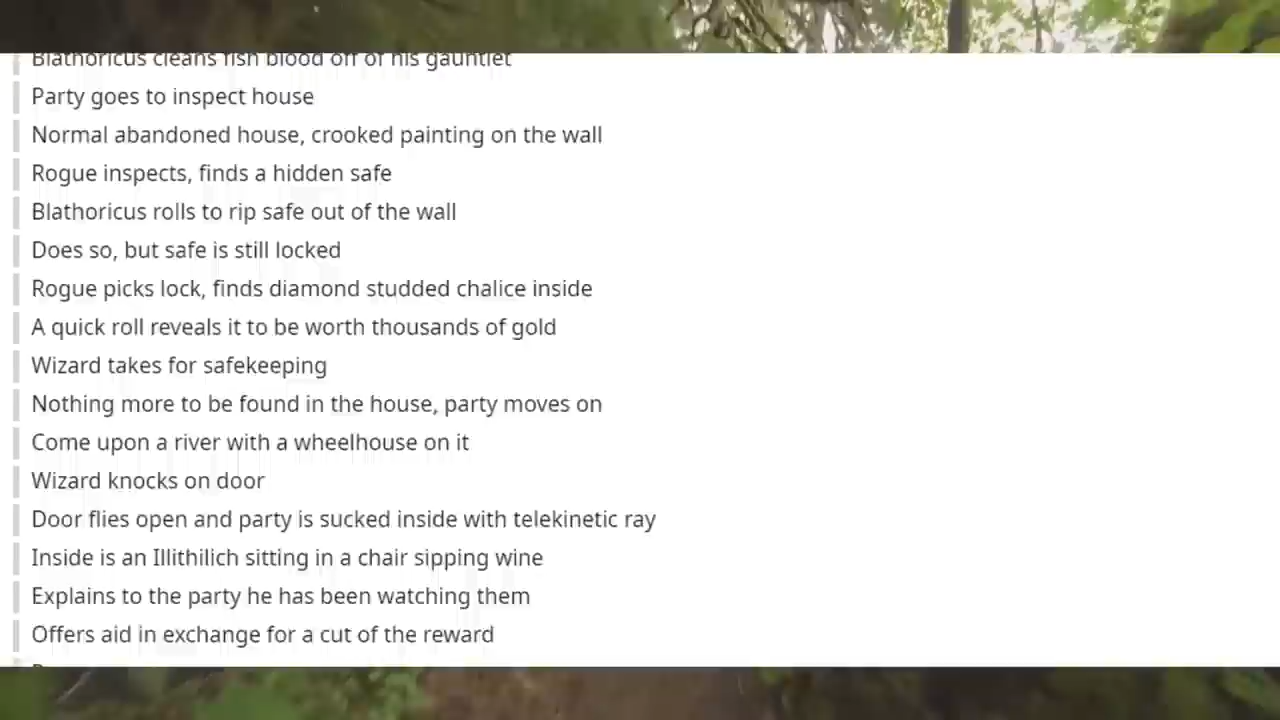 Blathoricus cleans fish blood off of his gauntlet
Party goes to inspect house
Normal abandoned house, crooked painting on the wall
Rogue inspects, finds a hidden safe
Blathoricus rolls to rip safe out of the wall
Does so, but safe is still locked
Rogue picks lock, finds diamond studded chalice inside
A quick roll reveals it to be worth thousands of gold
Wizard takes for safekeeping
Nothing more to be found in the house, party moves on
Come upon a river with a wheelhouse on it
Wizard knocks on door
Door flies open and party is sucked inside with telekinetic ray
Inside is an Illithilich sitting in a chair sipping wine
Explains to the party he has been watching them
Offers aid in exchange for a cut of the reward